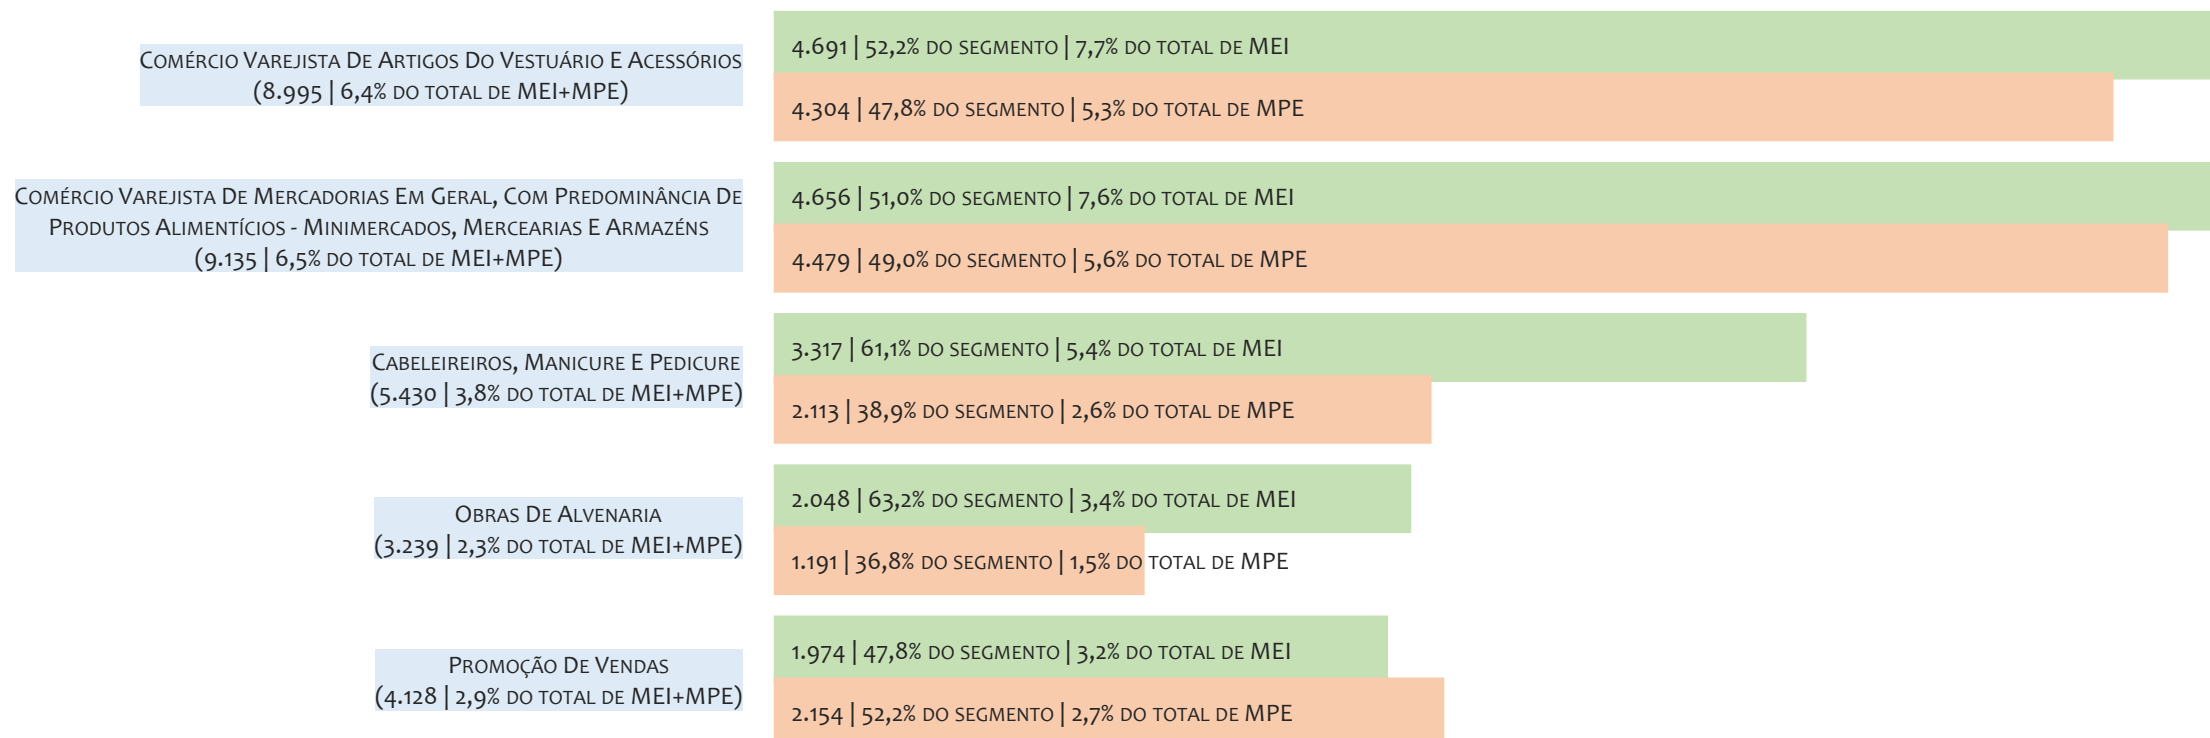 Comércio Varejista De Artigos Do Vestuário E Acessórios
(8.995 | 6,4% do total de MEI+MPE)
4.691 | 52,2% do segmento | 7,7% do total de MEI
4.304 | 47,8% do segmento | 5,3% do total de MPE
Comércio Varejista De Mercadorias Em Geral, Com Predominância De
Produtos Alimentícios - Minimercados, Mercearias E Armazéns
(9.135 | 6,5% do total de MEI+MPE)
4.656 | 51,0% do segmento | 7,6% do total de MEI
4.479 | 49,0% do segmento | 5,6% do total de MPE
Cabeleireiros, Manicure E Pedicure
(5.430 | 3,8% do total de MEI+MPE)
3.317 | 61,1% do segmento | 5,4% do total de MEI
2.113 | 38,9% do segmento | 2,6% do total de MPE
Obras De Alvenaria
(3.239 | 2,3% do total de MEI+MPE)
2.048 | 63,2% do segmento | 3,4% do total de MEI
1.191 | 36,8% do segmento | 1,5% do total de MPE
Promoção De Vendas
(4.128 | 2,9% do total de MEI+MPE)
1.974 | 47,8% do segmento | 3,2% do total de MEI
2.154 | 52,2% do segmento | 2,7% do total de MPE